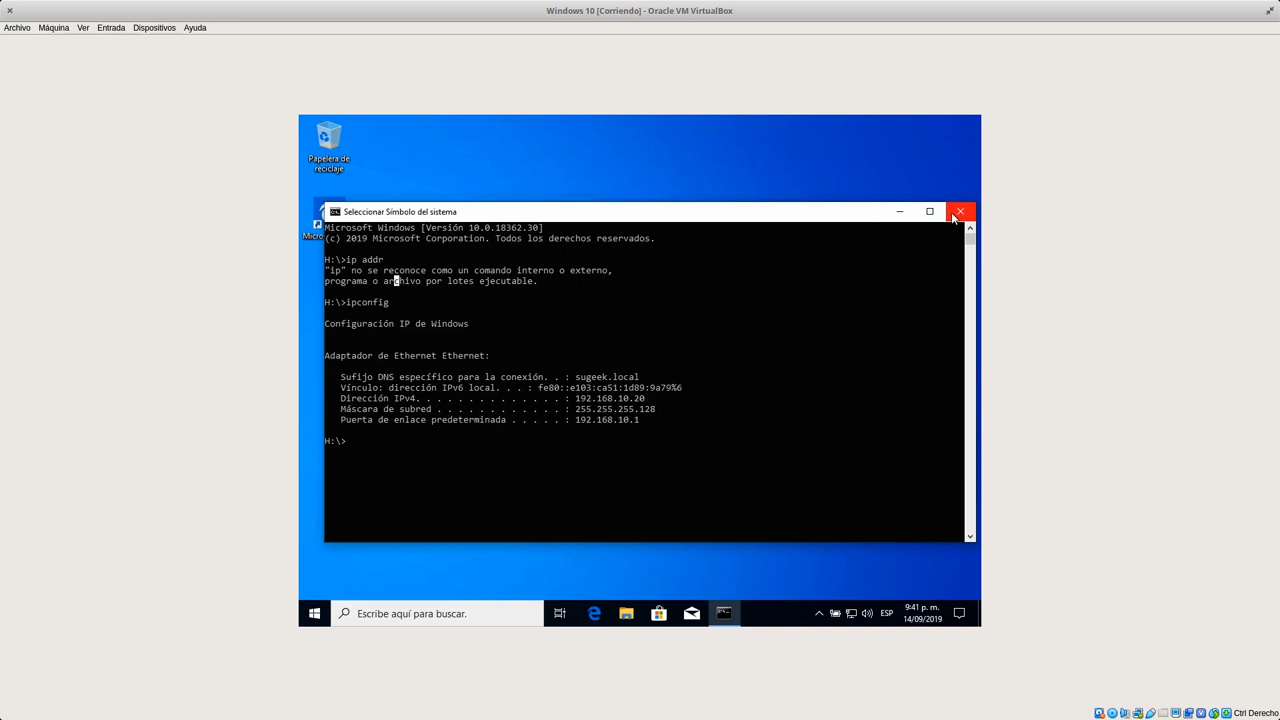 Windows 10 [Corriendo] - Oracle VM VirtualBox
Archivo Máquina Ver Entrada Dispositivos Ayuda
Papelera de
reciclaje
Micro
Seleccionar Símbolo del sistema
Microsoft Windows [Versión 10.0.18362.30]
(c) 2019 Microsoft Corporation. Todos los derechos reservados.
H:\>ip addr
"ip" no se reconoce como un comando interno o externo,
programa o archivo por lotes ejecutable.
H:\>ipconfig
Configuración IP de Windows
Adaptador de Ethernet Ethernet:
Sufijo DNS específico para la conexión. . : sugeek.local
Vínculo: dirección IPv6 local. . . : fe80::e103:ca51:1d89:9a79%6
Dirección IPv4. . . . . . . . . . . . . . : 192.168.10.20
Máscara de subred . . . . . . . . . . . . : 255.255.255.128
Puerta de enlace predeterminada . . . . . : 192.168.10.1
H:\>
Escribe aquí para buscar.
ESP
9:41 p. m.
14/09/2019
Ctrl Derecho